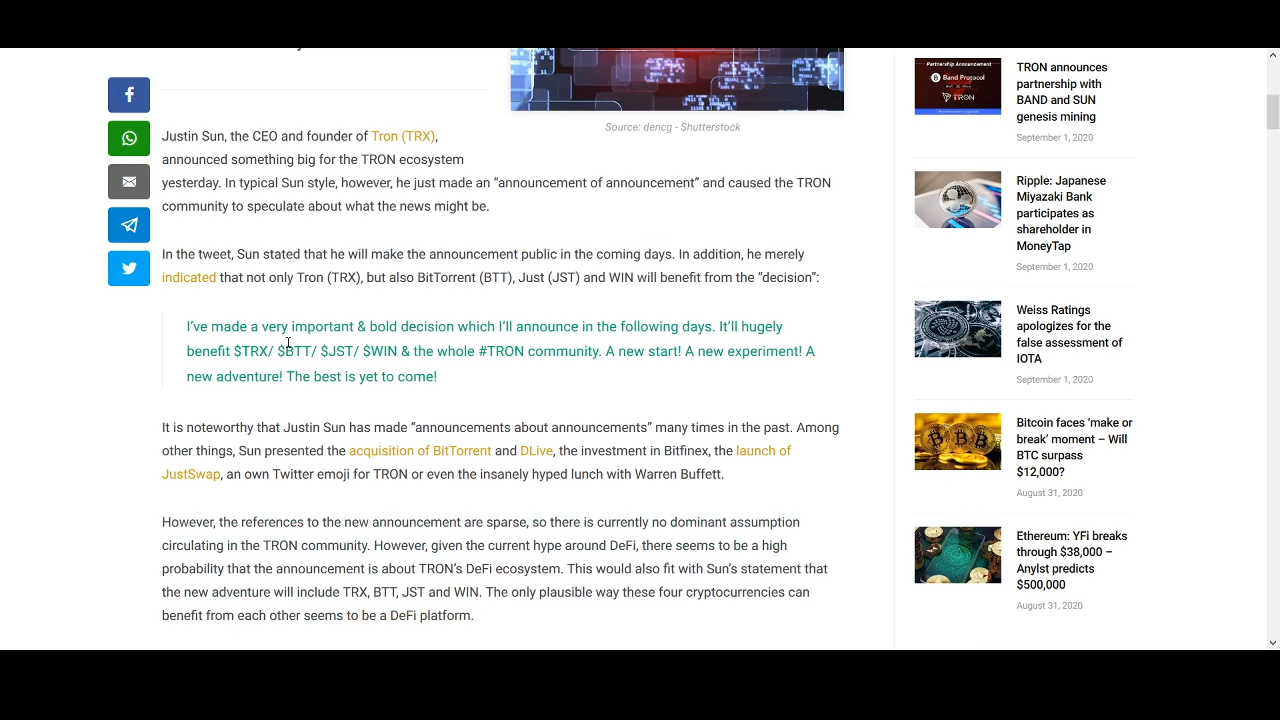 Source: dencg - Shutterstock
Justin Sun, the CEO and founder of Tron (TRX),
announced something big for the TRON ecosystem
yesterday. In typical Sun style, however, he just made an “announcement of announcement” and caused the TRON
community to speculate about what the news might be.
In the tweet, Sun stated that he will make the announcement public in the coming days. In addition, he merely
indicated that not only Tron (TRX), but also BitTorrent (BTT), Just (JST) and WIN will benefit from the “decision”:
I’ve made a very important & bold decision which I’ll announce in the following days. It’ll hugely
benefit $TRX/ $BTT/ $JST/ $WIN & the whole #TRON community. A new start! A new experiment! A
new adventure! The best is yet to come!
It is noteworthy that Justin Sun has made “announcements about announcements” many times in the past. Among
other things, Sun presented the acquisition of BitTorrent and DLive, the investment in Bitfinex, the launch of
JustSwap, an own Twitter emoji for TRON or even the insanely hyped lunch with Warren Buffett.
However, the references to the new announcement are sparse, so there is currently no dominant assumption
circulating in the TRON community. However, given the current hype around DeFi, there seems to be a high
probability that the announcement is about TRON’s DeFi ecosystem. This would also fit with Sun’s statement that
the new adventure will include TRX, BTT, JST and WIN. The only plausible way these four cryptocurrencies can
benefit from each other seems to be a DeFi platform.
Partnership Announcement
Band Protocol
TRON
TRON announces
partnership with
BAND and SUN
genesis mining
September 1, 2020
Ripple: Japanese
Miyazaki Bank
participates as
shareholder in
MoneyTap
September 1, 2020
Weiss Ratings
apologizes for the
false assessment of
IOTA
September 1, 2020
Bitcoin faces ‘make or
break’ moment – Will
BTC surpass
$12,000?
August 31, 2020
Ethereum: YFi breaks
through $38,000 –
Anylst predicts
$500,000
August 31, 2020